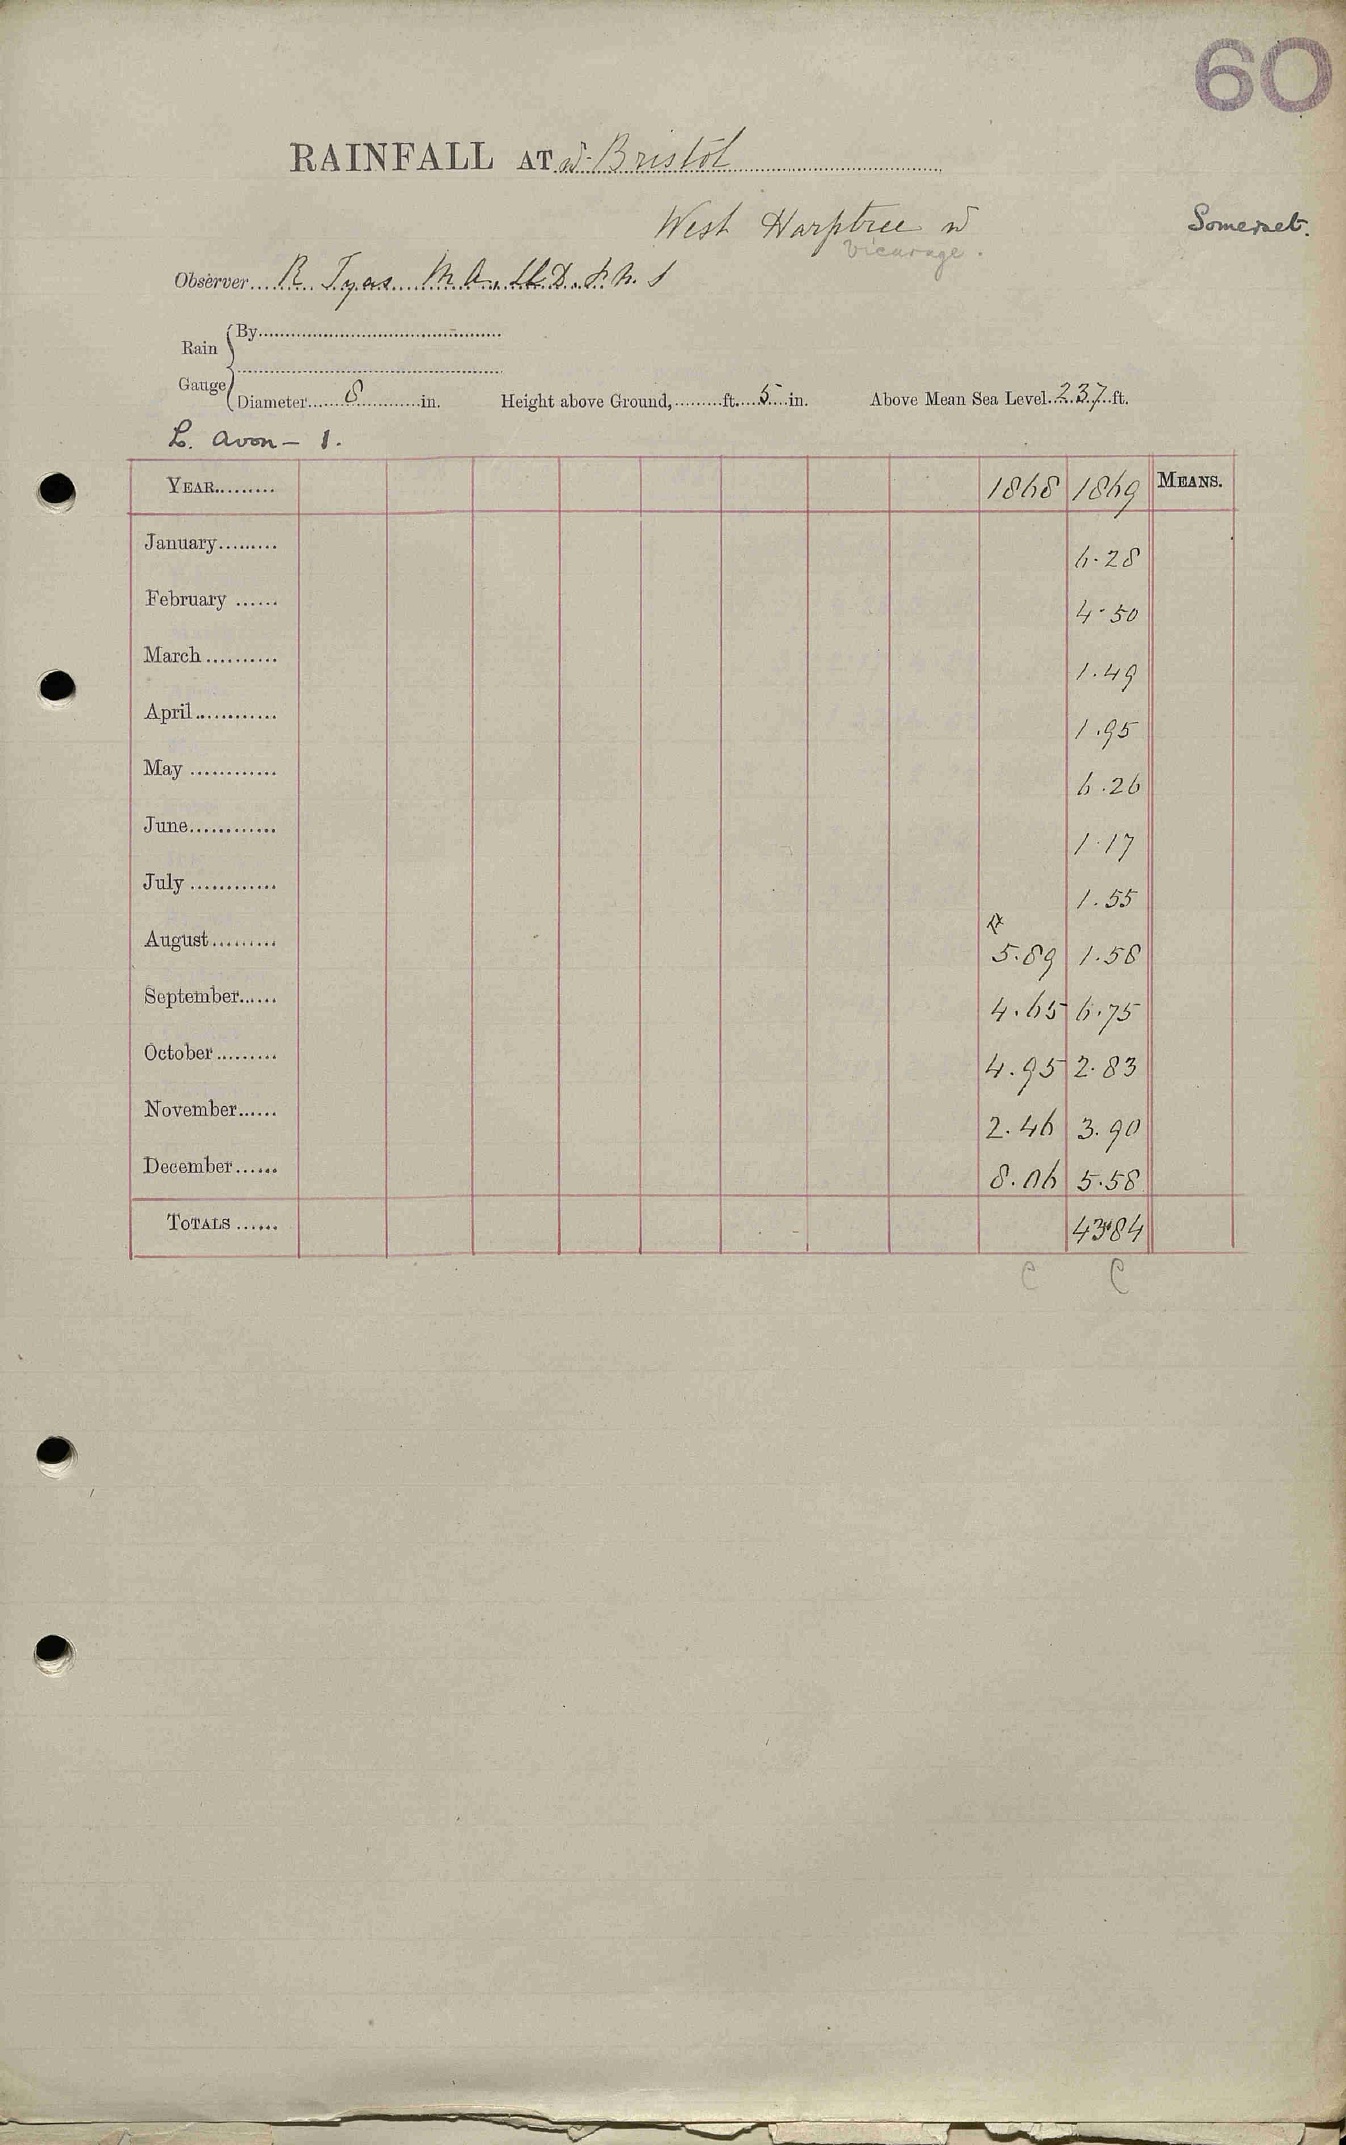 60
RAINFALL AT nr Bristol
West Harptree nr Somerset.
Vicarage.
Observer R Tyas M A., LL D. F. R. S
Rain Gauge { By
Diameter 8 in. Height above Ground, ft. 5 in. Above Mean Sea Level 237 ft.
L. Avon - 1.
YEAR 1868 1869 MEANS.
January 6.28
February 4.50
March 1.49
April 1.95
May 6.26
June 1.17
July 1.55
August 5.89 1.58
September 4.65 6.75
October 4.95 2.83
November 2.46 3.90
December 8.06 5.58
TOTALS 43.84
C C